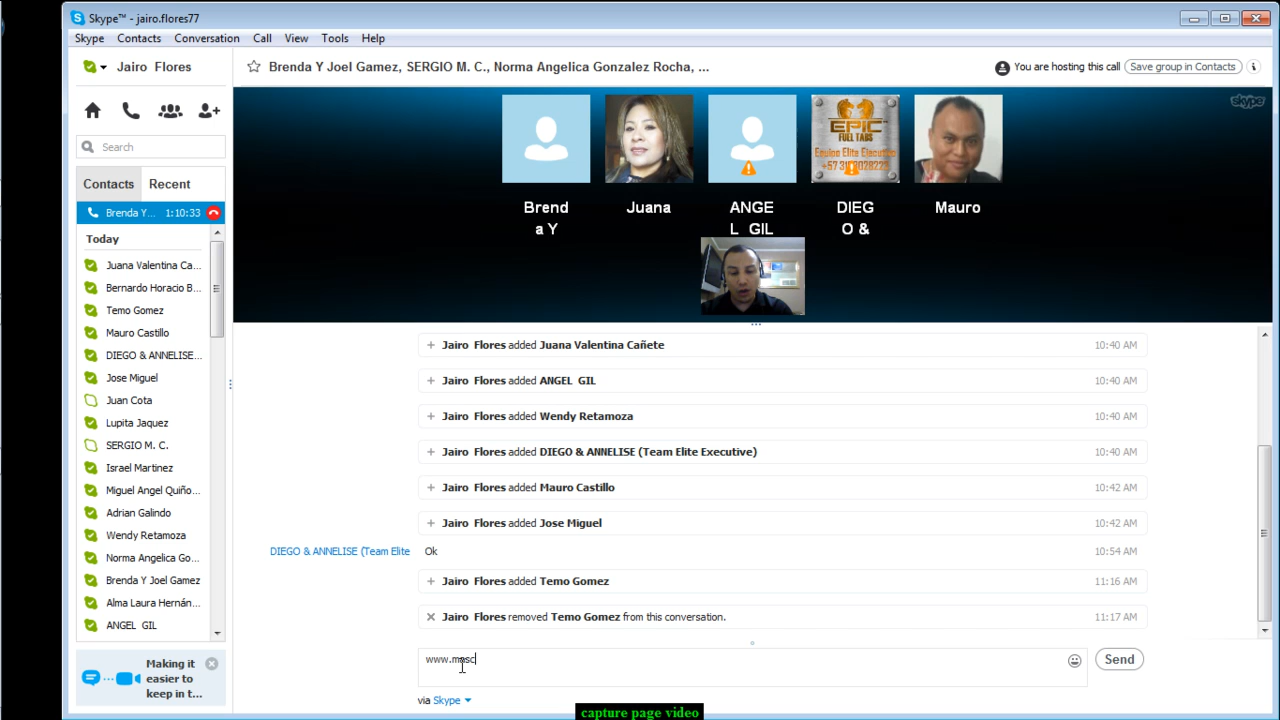 Skype™ - jairo.flores77
Skype Contacts Conversation Call View Tools Help
Jairo Flores
Brenda Y Joel Gamez, SERGIO M. C., Norma Angelica Gonzalez Rocha, ...
You are hosting this call
Save group in Contacts
skype
Search
Contacts Recent
Brenda Y... 1:10:33
Today
Juana Valentina Ca...
Bernardo Horacio B...
Temo Gomez
Mauro Castillo
DIEGO & ANNELISE...
Jose Miguel
Juan Cota
Lupita Jaquez
SERGIO M. C.
Israel Martinez
Miguel Angel Quiño...
Adrian Galindo
Wendy Retamoza
Norma Angelica Go...
Brenda Y Joel Gamez
Alma Laura Hernán...
ANGEL GIL
Making it
easier to
keep in t...
EPIC
FUEL TABS
Brend
a Y
Juana
ANGE
L GIL
DIEG
O &
Mauro
Jairo Flores added Juana Valentina Cañete 10:40 AM
Jairo Flores added ANGEL GIL 10:40 AM
Jairo Flores added Wendy Retamoza 10:40 AM
Jairo Flores added DIEGO & ANNELISE (Team Elite Executive) 10:40 AM
Jairo Flores added Mauro Castillo 10:42 AM
Jairo Flores added Jose Miguel 10:42 AM
DIEGO & ANNELISE (Team Elite Ok 10:54 AM
Jairo Flores added Temo Gomez 11:16 AM
Jairo Flores removed Temo Gomez from this conversation. 11:17 AM
Send
via Skype
capture page video